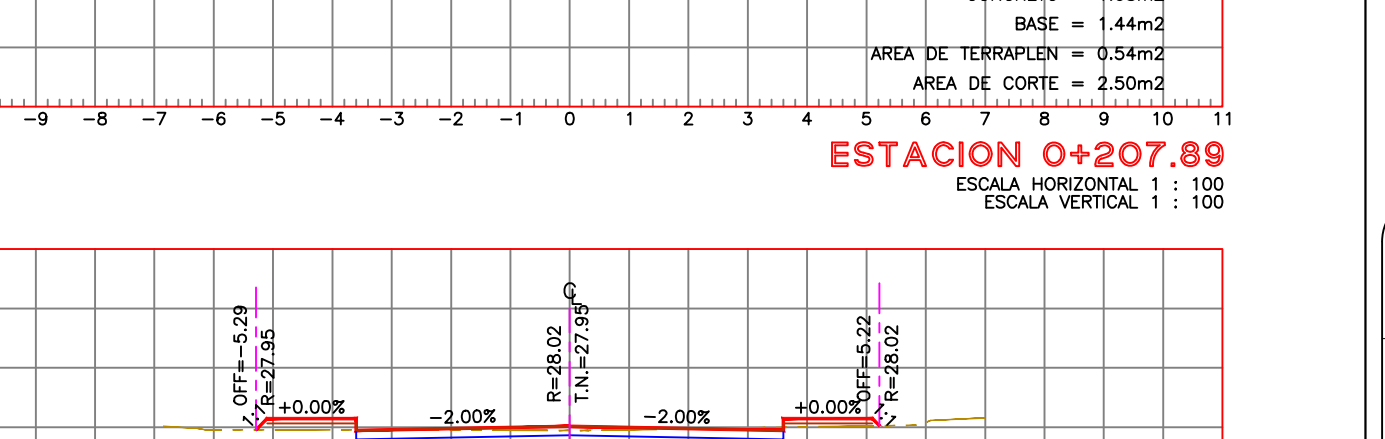 BASE = 1.44m2
AREA DE TERRAPLEN = 0.54m2
AREA DE CORTE = 2.50m2
-9 -8 -7 -6 -5 -4 -3 -2 -1 0 1 2 3 4 5 6 7 8 9 10 11
ESTACION 0+207.89
ESCALA HORIZONTAL 1 : 100
ESCALA VERTICAL 1 : 100
OFF=-5.29
R=27.95
CL
R=28.02
T.N.=27.95
OFF=5.22
R=28.02
+0.00%
-2.00%
-2.00%
+0.00%